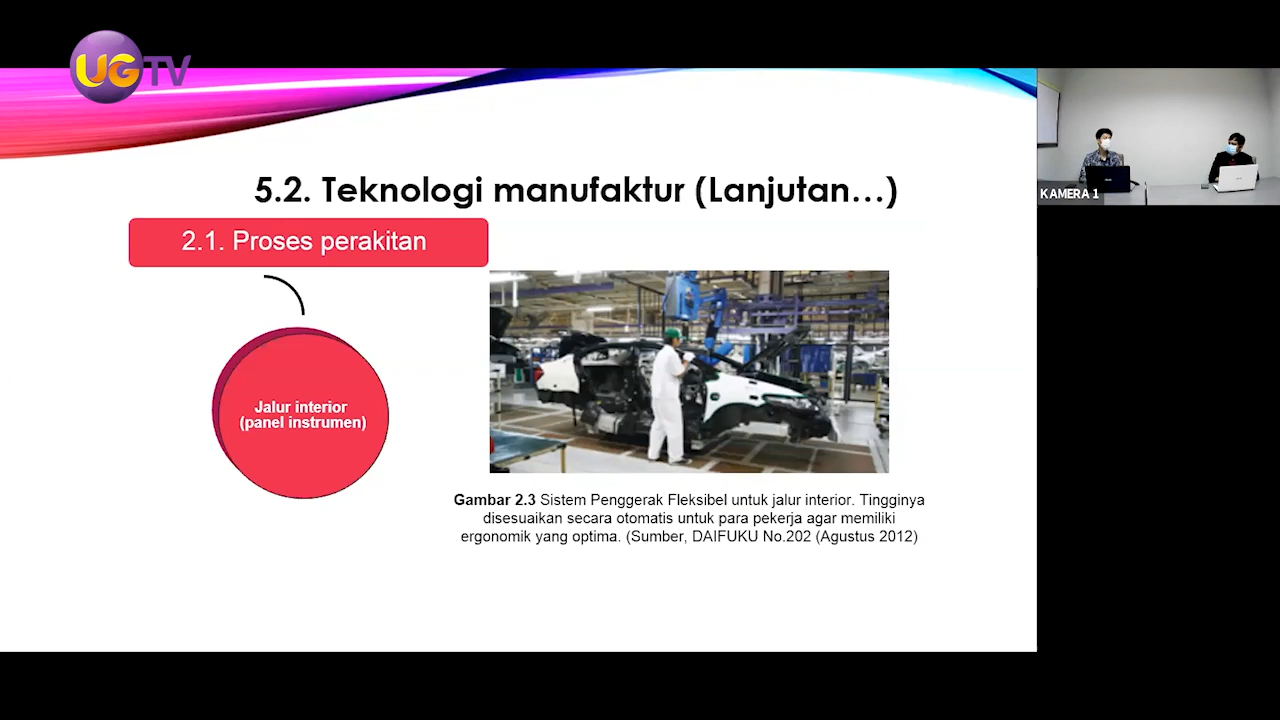 UGTV
5.2. Teknologi manufaktur (Lanjutan…)
2.1. Proses perakitan
Jalur interior
(panel instrumen)
Gambar 2.3 Sistem Penggerak Fleksibel untuk jalur interior. Tingginya
disesuaikan secara otomatis untuk para pekerja agar memiliki
ergonomik yang optima. (Sumber, DAIFUKU No.202 (Agustus 2012)
KAMERA 1